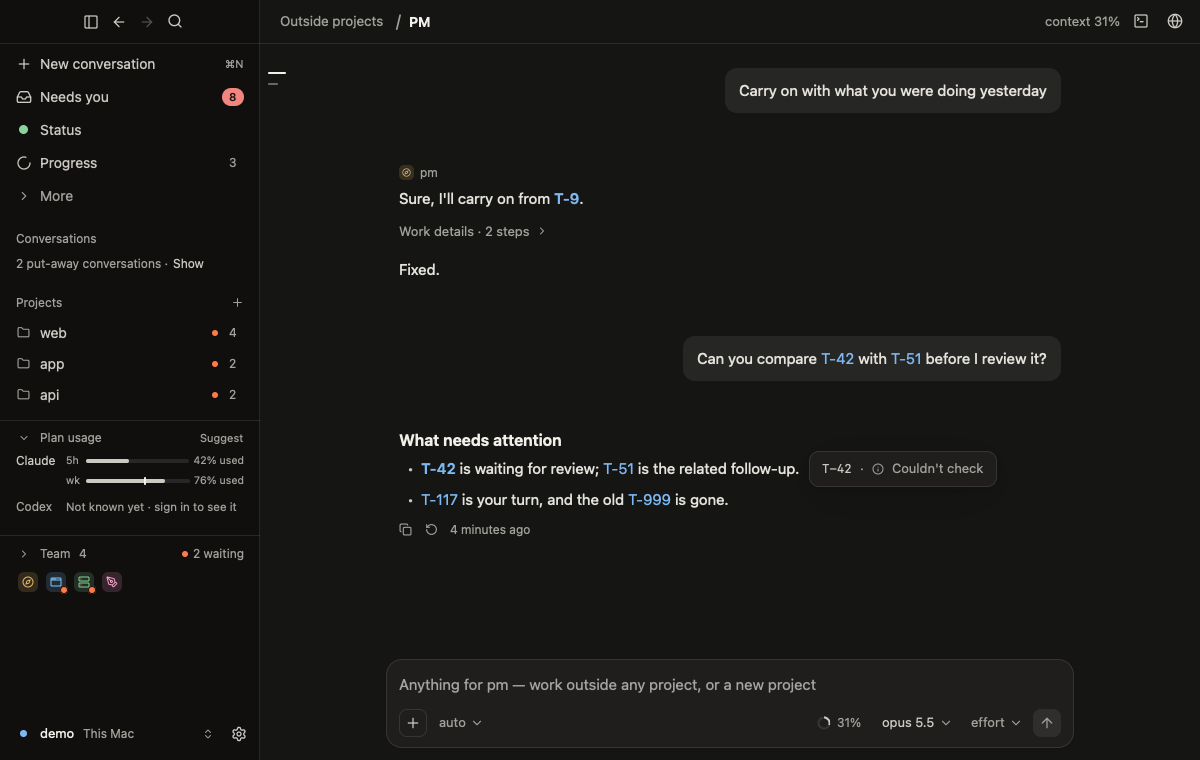 Outside projects / PM
context 31%
New conversation ⌘N
Needs you 8
Status
Progress 3
More
Conversations
2 put-away conversations · Show
Projects
web 4
app 2
api 2
Plan usage Suggest
Claude 5h 42% used
wk 76% used
Codex Not known yet · sign in to see it
Team 4 2 waiting
demo This Mac
Carry on with what you were doing yesterday
pm
Sure, I'll carry on from T-9.
Work details · 2 steps
Fixed.
Can you compare T-42 with T-51 before I review it?
What needs attention
• T-42 is waiting for review; T-51 is the related follow-up.
T–42 · Couldn't check
• T-117 is your turn, and the old T-999 is gone.
4 minutes ago
Anything for pm — work outside any project, or a new project
auto 31% opus 5.5 effort